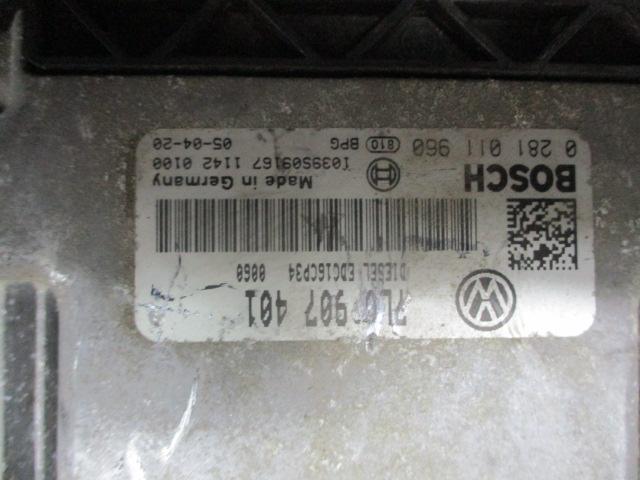 7L0 907 401
DIESEL EDC16CP34 0060
BOSCH
Made in Germany
I039S09167 1142 0100
0 281 011 960 810 BPG 05-04-20